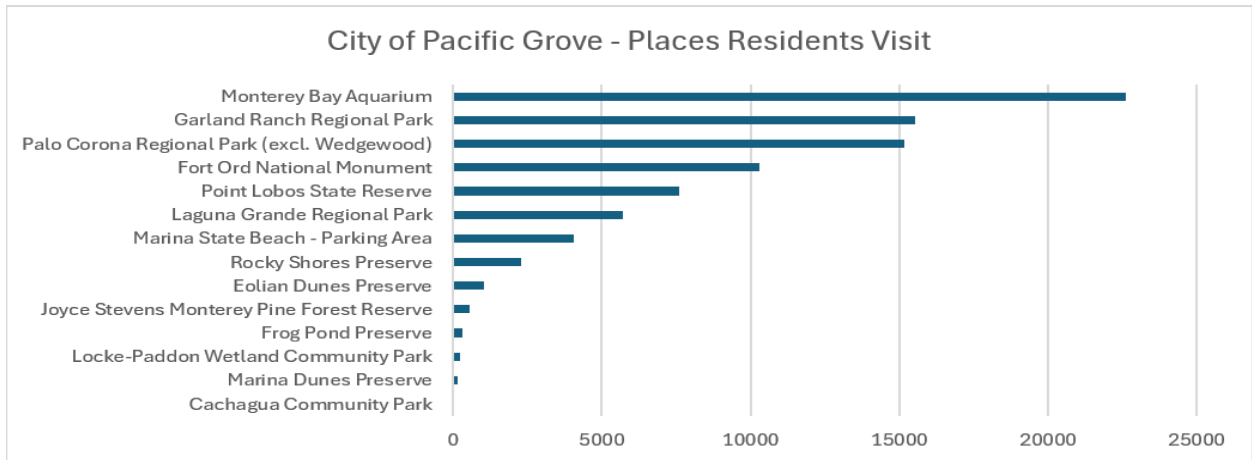 City of Pacific Grove - Places Residents Visit
Monterey Bay Aquarium
Garland Ranch Regional Park
Palo Corona Regional Park (excl. Wedgewood)
Fort Ord National Monument
Point Lobos State Reserve
Laguna Grande Regional Park
Marina State Beach - Parking Area
Rocky Shores Preserve
Eolian Dunes Preserve
Joyce Stevens Monterey Pine Forest Reserve
Frog Pond Preserve
Locke-Paddon Wetland Community Park
Marina Dunes Preserve
Cachagua Community Park
0 5000 10000 15000 20000 25000